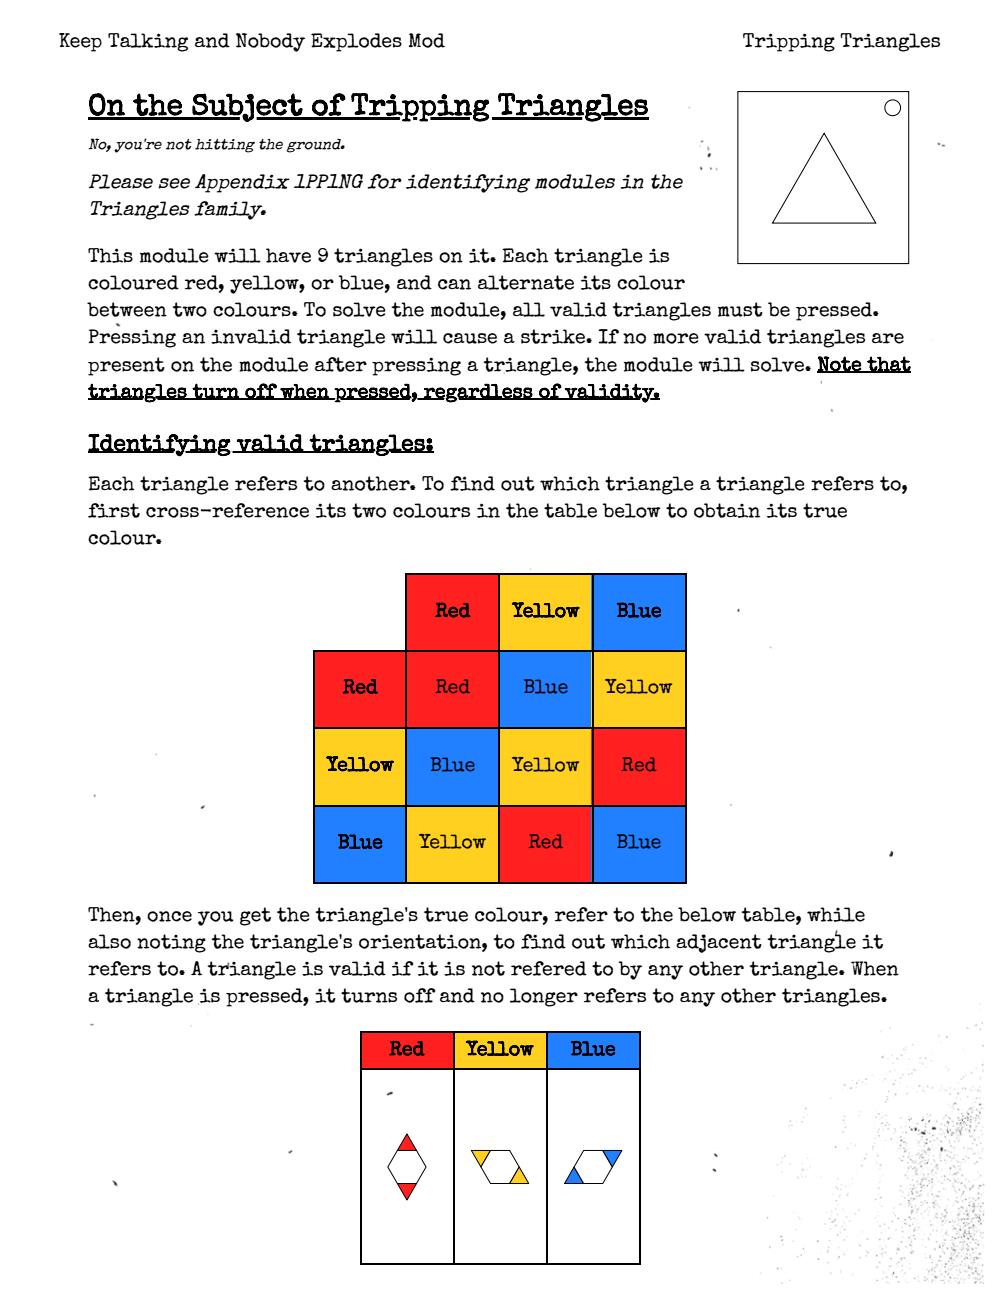 Keep Talking and Nobody Explodes Mod
Tripping Triangles
On the Subject of Tripping Triangles
No, you're not hitting the ground.
Please see Appendix 1PP1NG for identifying modules in the
Triangles family.
This module will have 9 triangles on it. Each triangle is
coloured red, yellow, or blue, and can alternate its colour
between two colours. To solve the module, all valid triangles must be pressed.
Pressing an invalid triangle will cause a strike. If no more valid triangles are
present on the module after pressing a triangle, the module will solve. Note that
triangles turn off when pressed, regardless of validity.
Identifying valid triangles:
Each triangle refers to another. To find out which triangle a triangle refers to,
first cross-reference its two colours in the table below to obtain its true
colour.
Red Yellow Blue
Red Red Blue Yellow
Yellow Blue Yellow Red
Blue Yellow Red Blue
Then, once you get the triangle's true colour, refer to the below table, while
also noting the triangle's orientation, to find out which adjacent triangle it
refers to. A triangle is valid if it is not refered to by any other triangle. When
a triangle is pressed, it turns off and no longer refers to any other triangles.
Red Yellow Blue